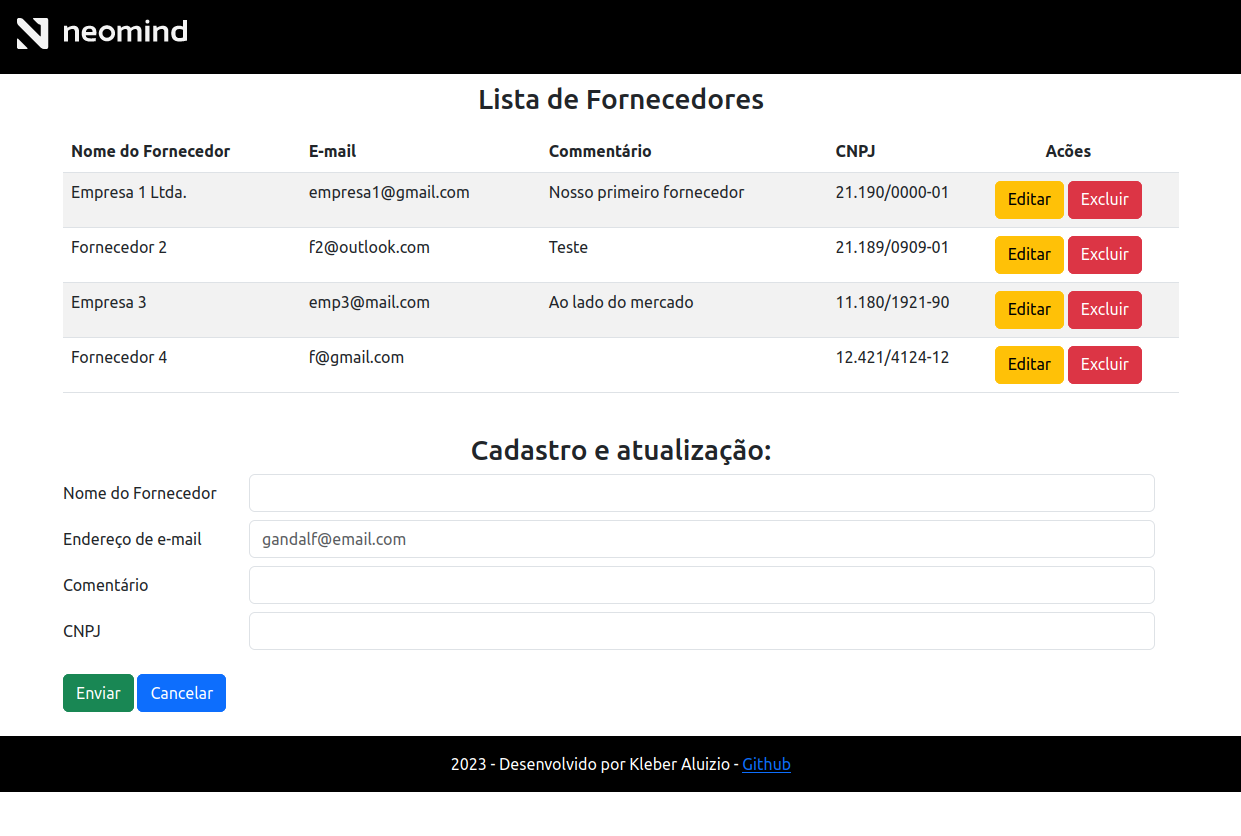 neomind
Lista de Fornecedores
Nome do Fornecedor E-mail Commentário CNPJ Acões
Empresa 1 Ltda. empresa1@gmail.com Nosso primeiro fornecedor 21.190/0000-01 Editar Excluir
Fornecedor 2 f2@outlook.com Teste 21.189/0909-01 Editar Excluir
Empresa 3 emp3@mail.com Ao lado do mercado 11.180/1921-90 Editar Excluir
Fornecedor 4 f@gmail.com 12.421/4124-12 Editar Excluir
Cadastro e atualização:
Nome do Fornecedor
Endereço de e-mail gandalf@email.com
Comentário
CNPJ
Enviar Cancelar
2023 - Desenvolvido por Kleber Aluizio - Github